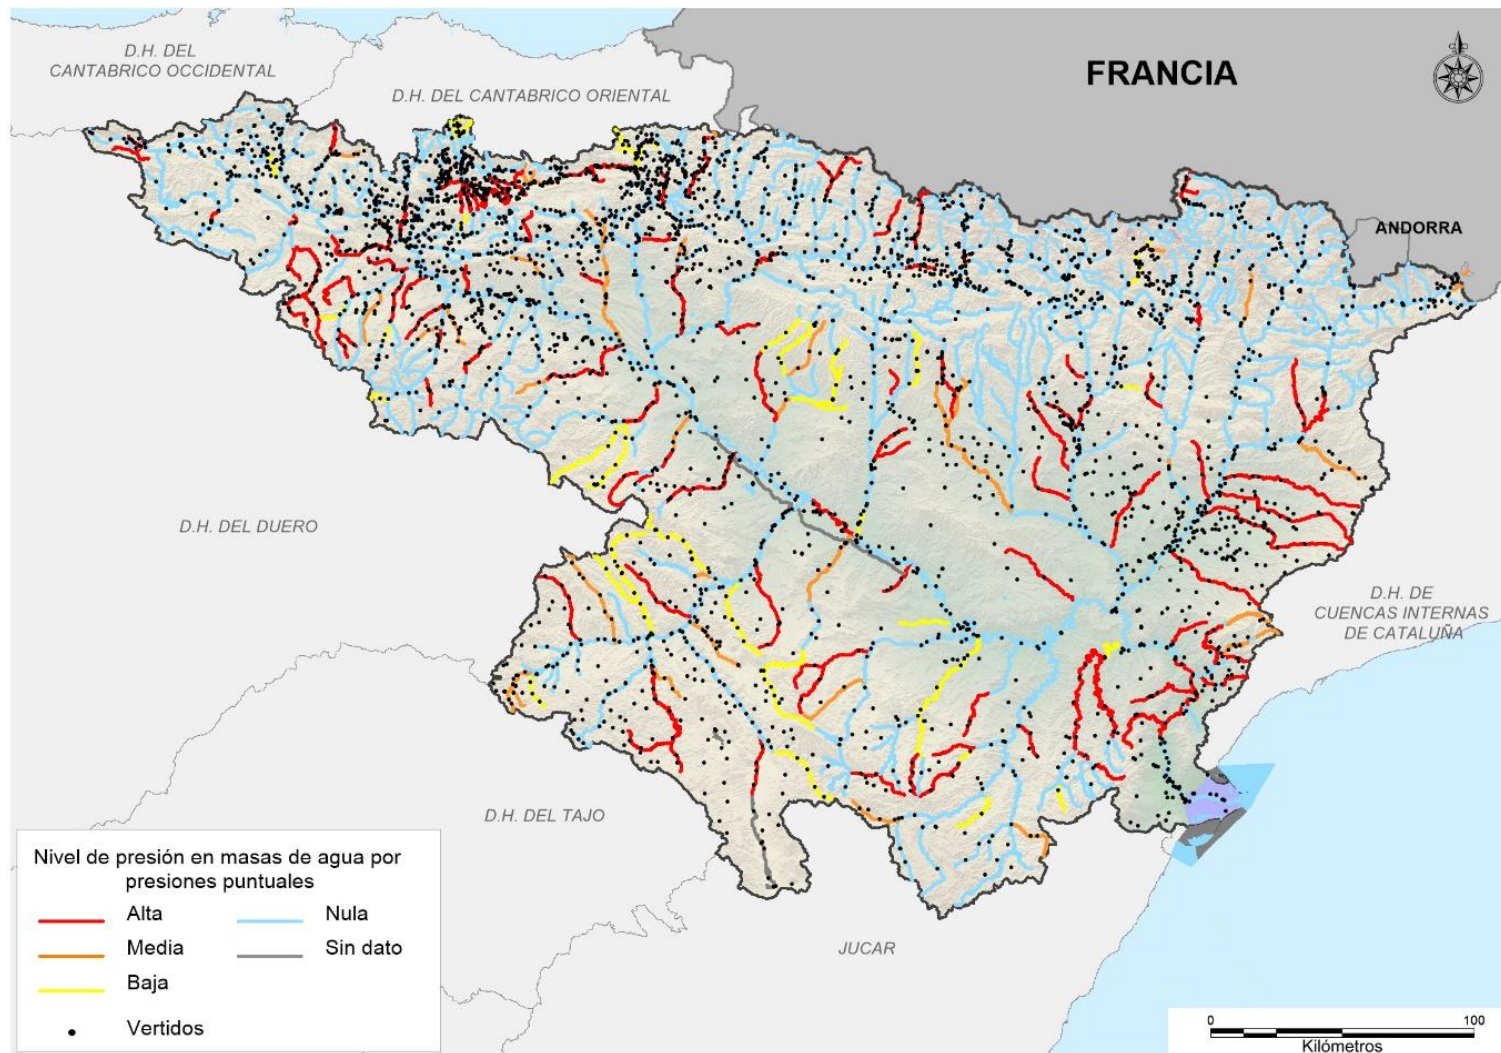 D.H. DEL
CANTABRICO OCCIDENTAL
D.H. DEL CANTABRICO ORIENTAL
FRANCIA
ANDORRA
D.H. DEL DUERO
D.H. DE
CUENCAS INTERNAS
DE CATALUÑA
D.H. DEL TAJO
JUCAR
Nivel de presión en masas de agua por
presiones puntuales
Alta
Nula
Media
Sin dato
Baja
Vertidos
0
100
Kilómetros